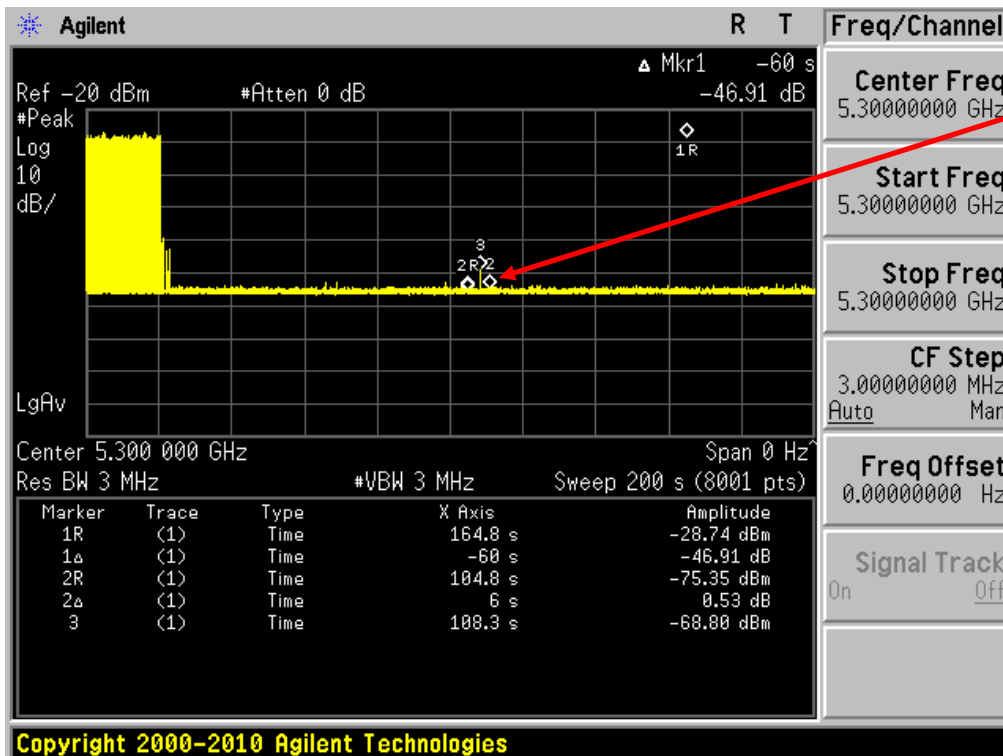 Agilent R T
Δ Mkr1 -60 s
Ref -20 dBm #Atten 0 dB -46.91 dB
#Peak
Log
10
dB/
1R
3
2R 2
LgAv
Center 5.300 000 GHz Span 0 Hz^
Res BW 3 MHz #VBW 3 MHz Sweep 200 s (8001 pts)
Marker Trace Type X Axis Amplitude
1R (1) Time 164.8 s -28.74 dBm
1Δ (1) Time -60 s -46.91 dB
2R (1) Time 104.8 s -75.35 dBm
2Δ (1) Time 6 s 0.53 dB
3 (1) Time 108.3 s -68.80 dBm
Copyright 2000-2010 Agilent Technologies
Freq/Channel
Center Freq
5.30000000 GHz
Start Freq
5.30000000 GHz
Stop Freq
5.30000000 GHz
CF Step
3.00000000 MHz
Auto Man
Freq Offset
0.00000000 Hz
Signal Track
On Off